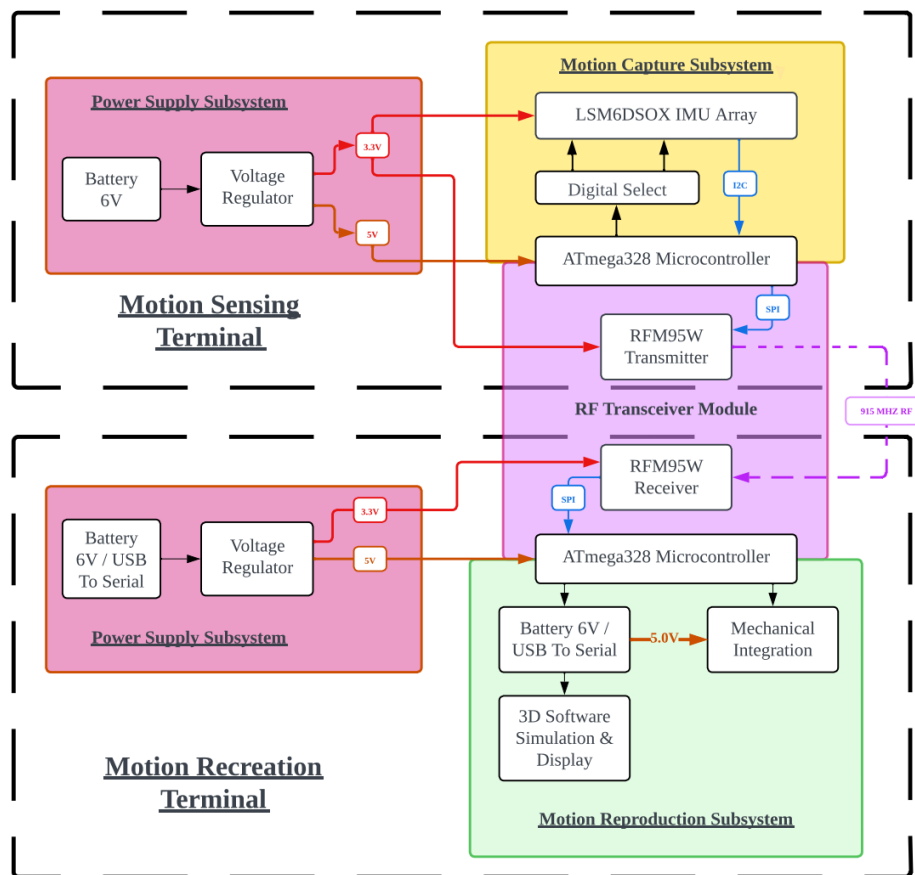 Motion Capture Subsystem
Power Supply Subsystem
LSM6DSOX IMU Array
3.3V
Battery
6V
Voltage
Regulator
Digital Select
I2C
5V
ATmega328 Microcontroller
Motion Sensing
Terminal
SPI
RFM95W
Transmitter
RF Transceiver Module
915 MHZ RF
RFM95W
Receiver
SPI
3.3V
Battery
6V / USB
To Serial
Voltage
Regulator
5V
ATmega328 Microcontroller
Power Supply Subsystem
Battery 6V /
USB To Serial
5.0V
Mechanical
Integration
3D Software
Simulation &
Display
Motion Recreation
Terminal
Motion Reproduction Subsystem